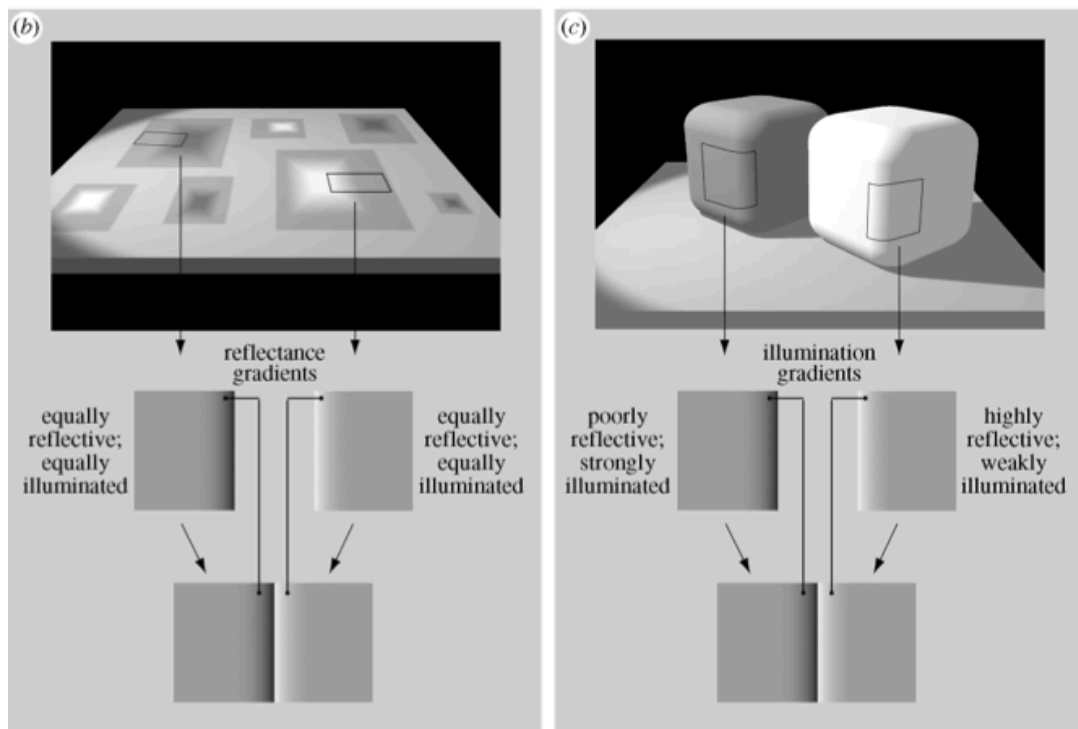 (b)
reflectance
gradients
equally
reflective;
equally
illuminated
equally
reflective;
equally
illuminated
(c)
illumination
gradients
poorly
reflective;
strongly
illuminated
highly
reflective;
weakly
illuminated